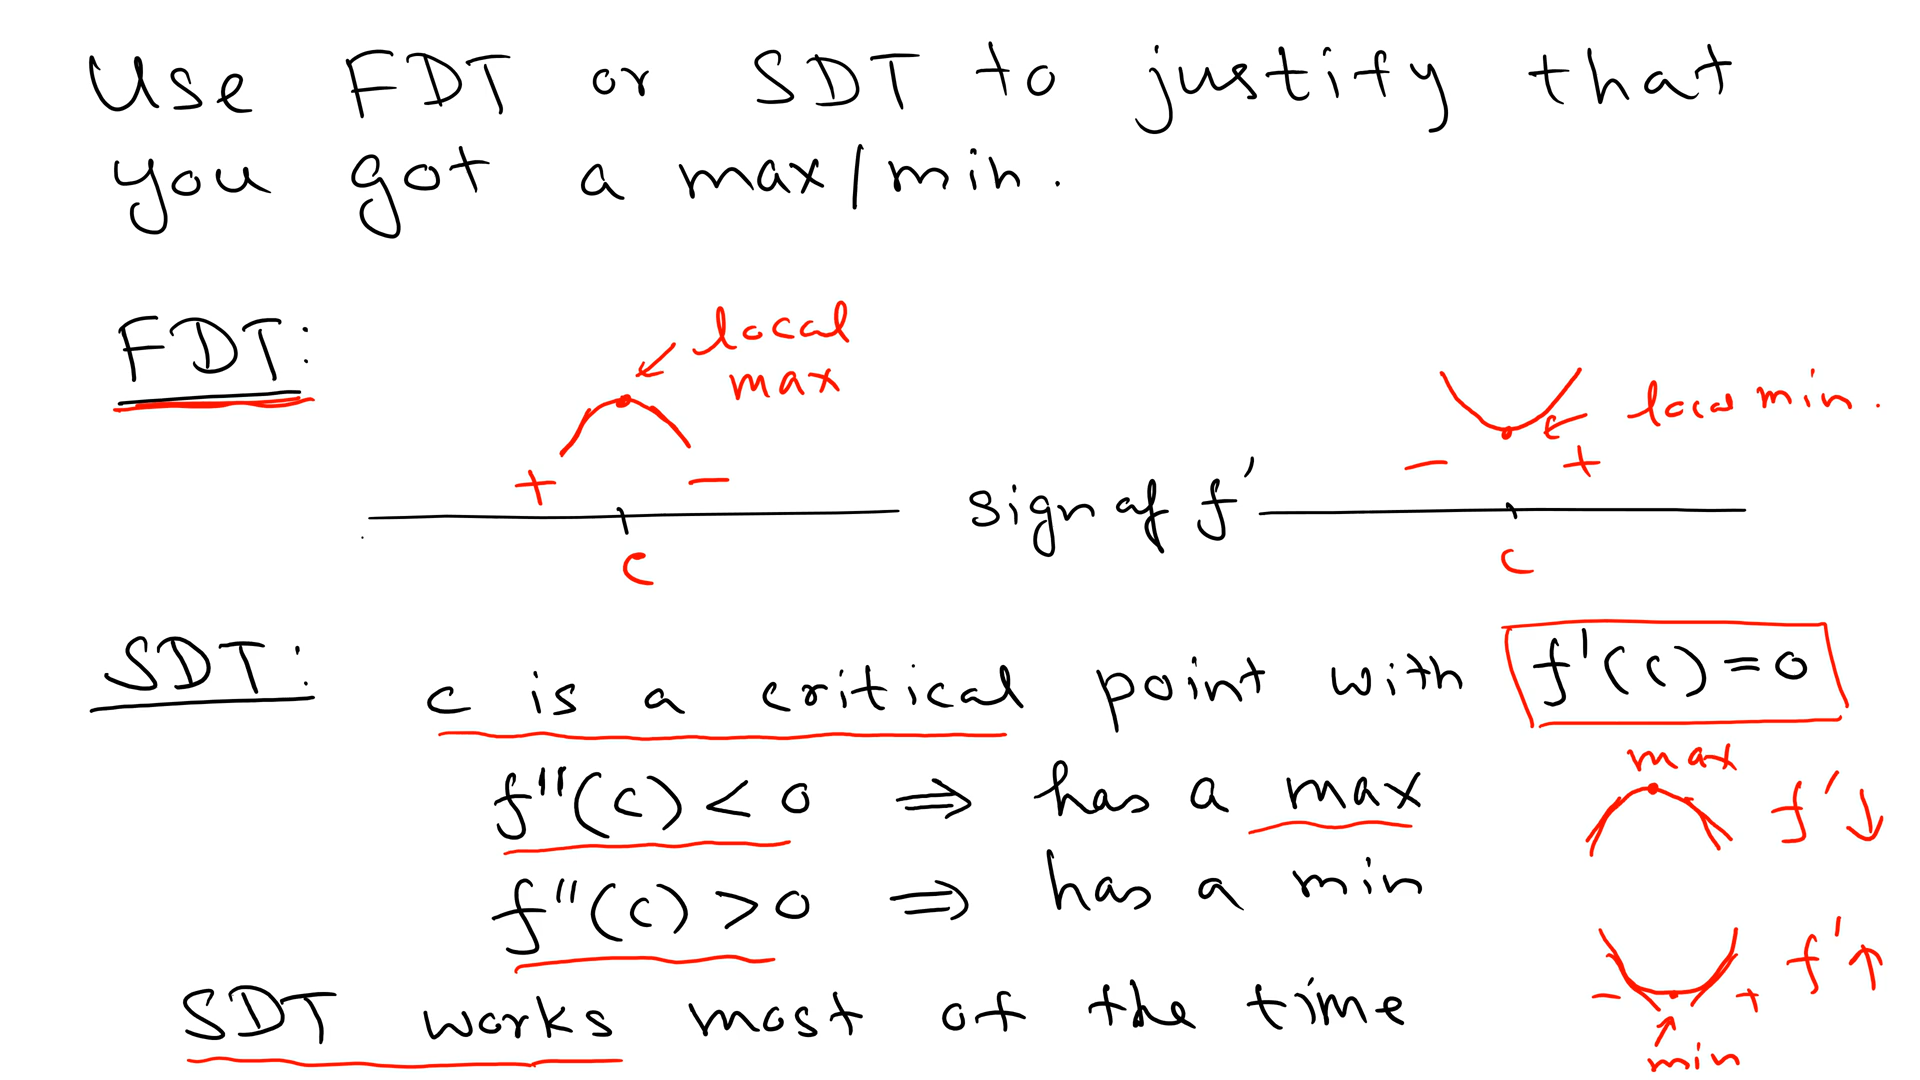 Use FDT or SDT to justify that
you got a max/min.
FDT:
local
max
local min.
+ −
− +
sign of f'
c
c
SDT: c is a critical point with f'(c) = 0
f''(c) < 0 ⇒ has a max
max
f' ↓
f''(c) > 0 ⇒ has a min
f' ↑
− +
min
SDT works most of the time